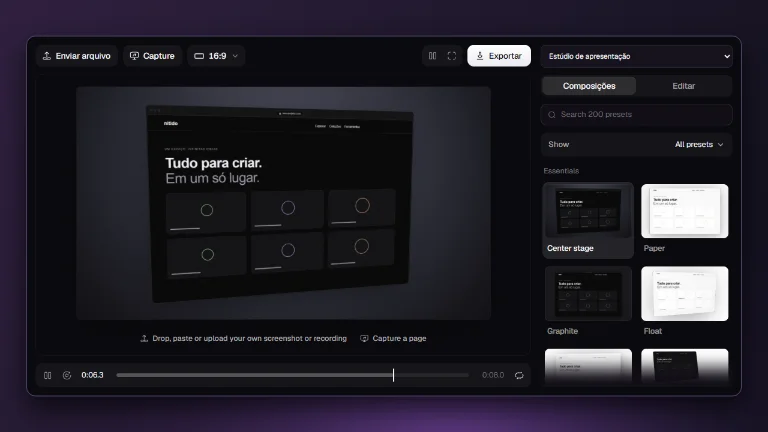 Enviar arquivo
Capture
16:9
Exportar
Estúdio de apresentação
Composições
Editar
Search 200 presets
Show
All presets
Essentials
nitido
Tudo para criar.
Em um só lugar.
Center stage
Paper
Graphite
Float
Drop, paste or upload your own screenshot or recording
Capture a page
0:06.3
0:08.0